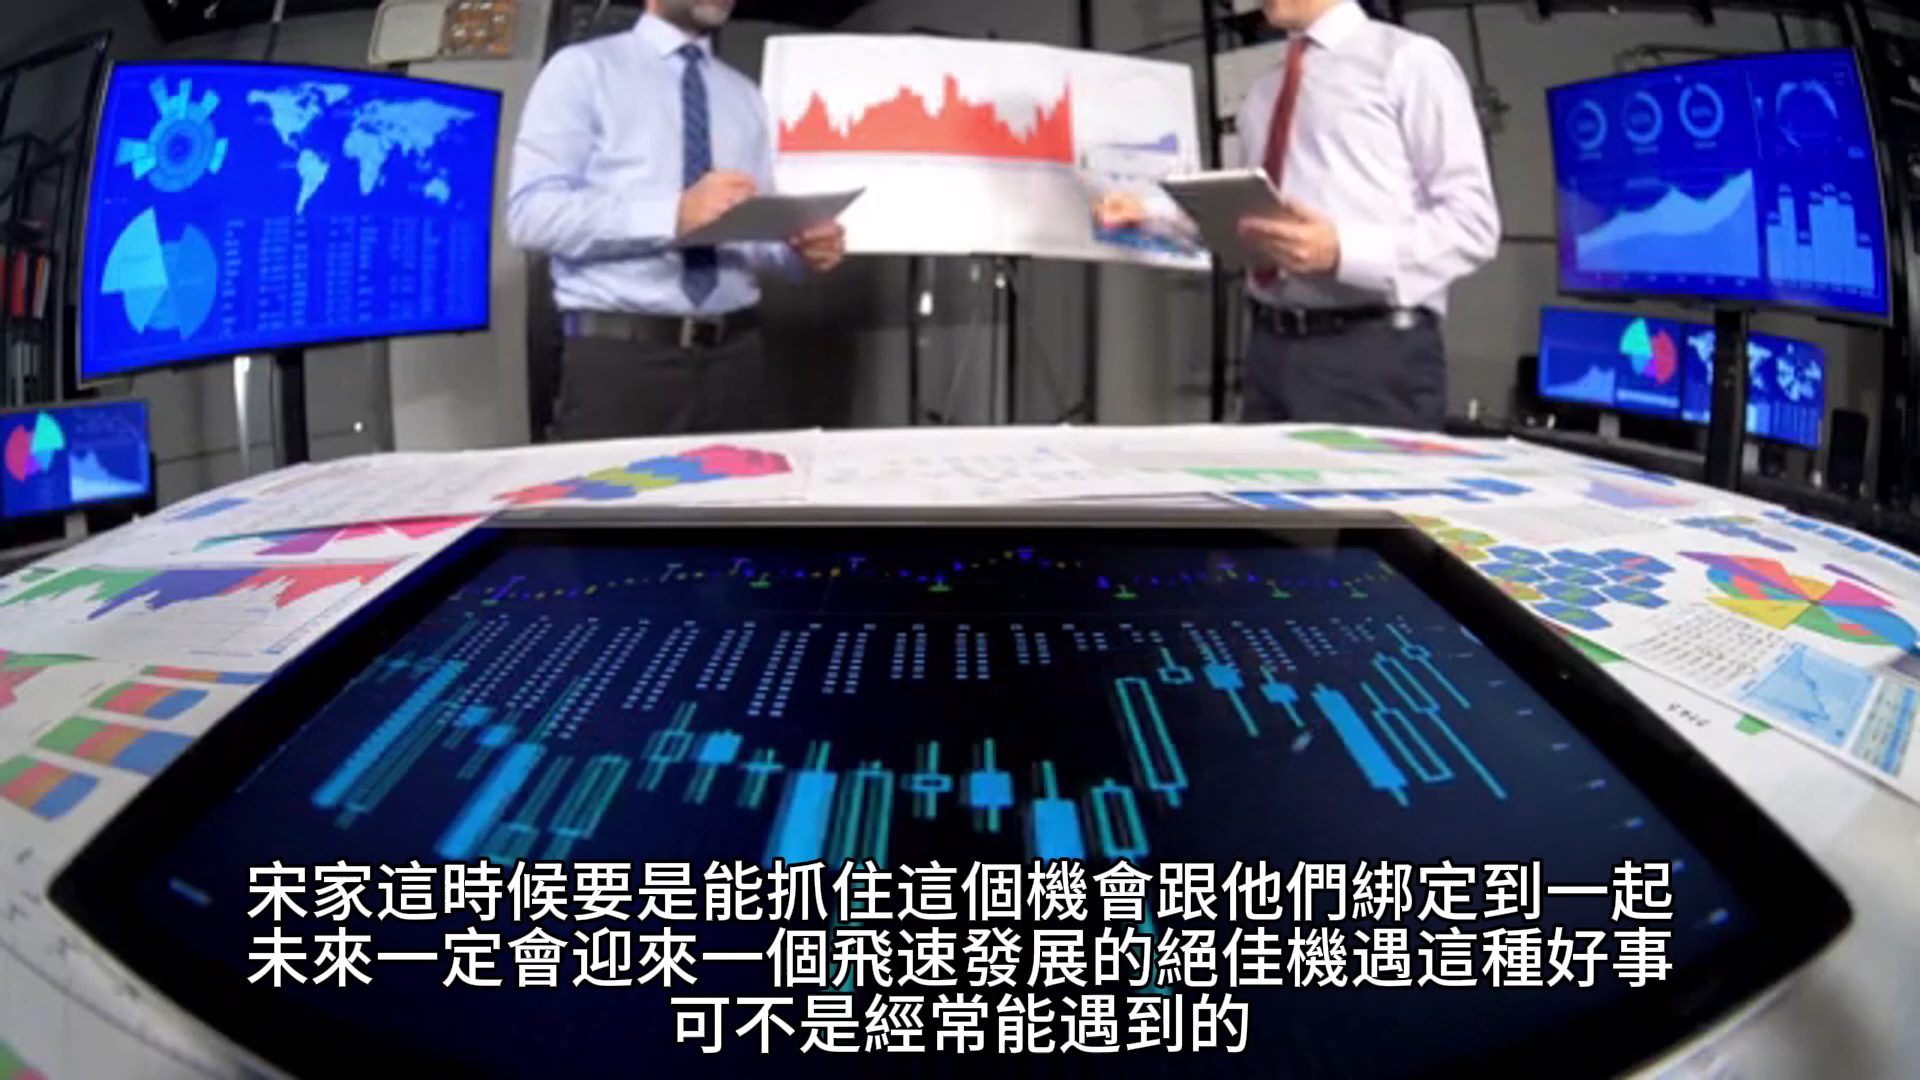 宋家這時候要是能抓住這個機會跟他們綁定到一起
未來一定會迎來一個飛速發展的絕佳機遇這種好事
可不是經常能遇到的